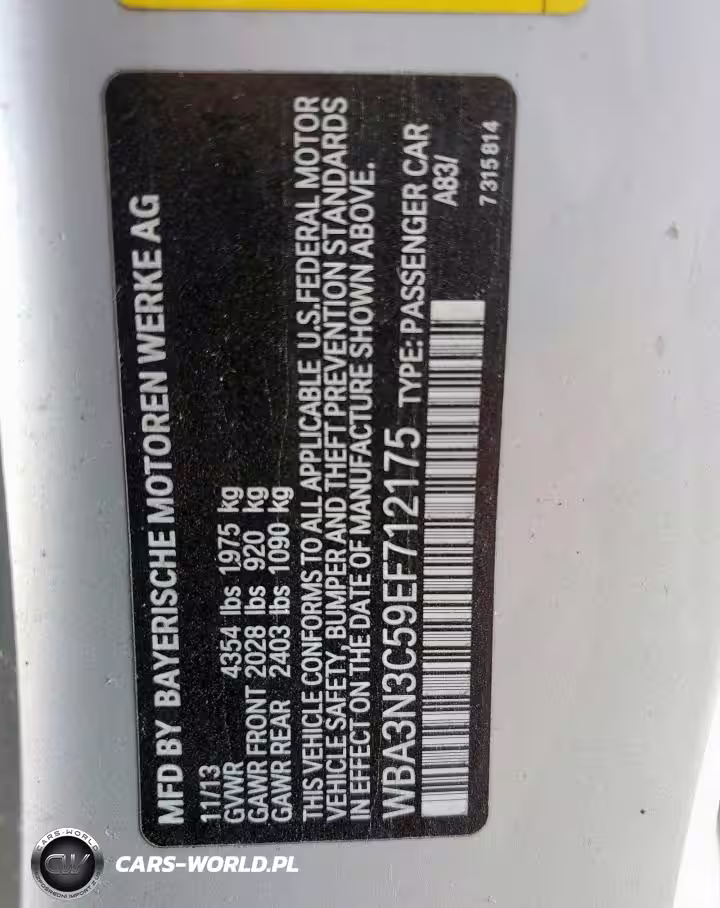 MFD BY BAYERISCHE MOTOREN WERKE AG
11/13
GVWR 4354 lbs 1975 kg
GAWR FRONT 2028 lbs 920 kg
GAWR REAR 2403 lbs 1090 kg
THIS VEHICLE CONFORMS TO ALL APPLICABLE U.S.FEDERAL MOTOR
VEHICLE SAFETY, BUMPER AND THEFT PREVENTION STANDARDS
IN EFFECT ON THE DATE OF MANUFACTURE SHOWN ABOVE.
WBA3N3C59EF712175 TYPE: PASSENGER CAR
A83/
7 315 814
CARS-WORLD
CW
CARS-WORLD.PL